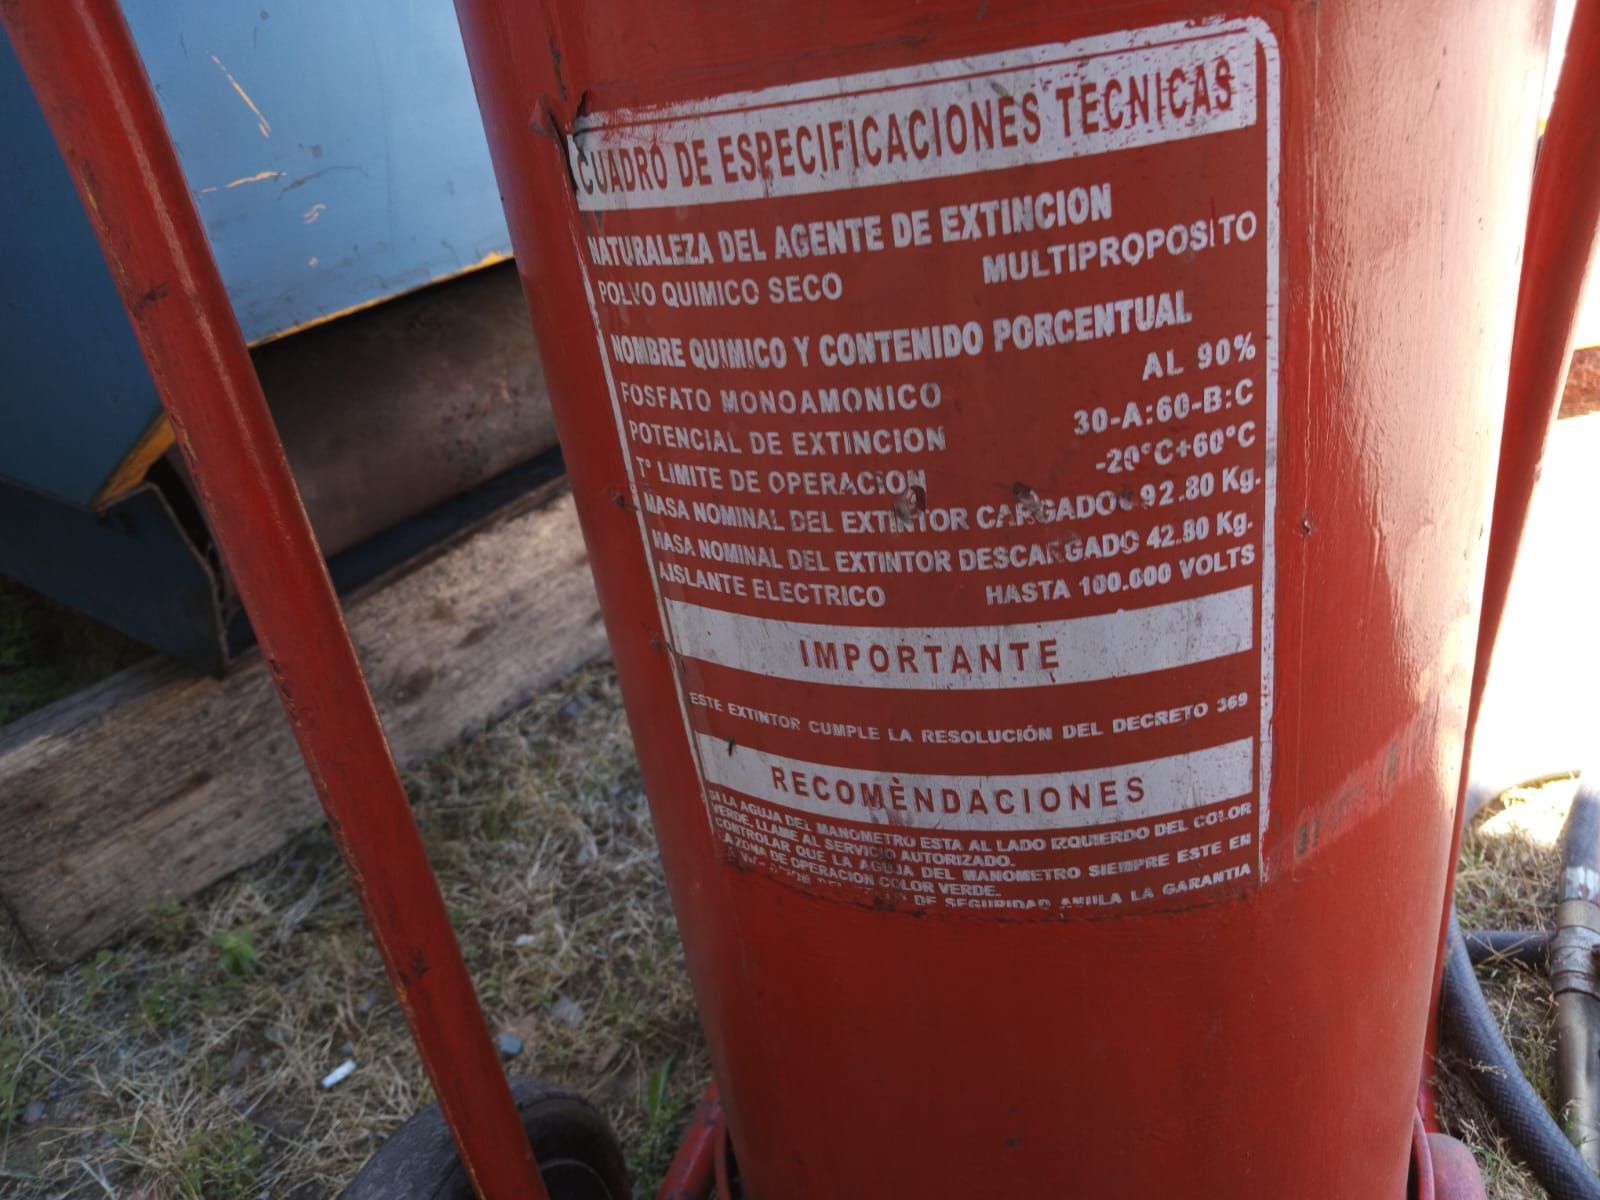 CUADRO DE ESPECIFICACIONES TECNICAS
NATURALEZA DEL AGENTE DE EXTINCION
POLVO QUIMICO SECO MULTIPROPOSITO
NOMBRE QUIMICO Y CONTENIDO PORCENTUAL
FOSFATO MONOAMONICO AL 90%
POTENCIAL DE EXTINCION 30-A:60-B:C
T° LIMITE DE OPERACION -20°C+60°C
MASA NOMINAL DEL EXTINTOR CARGADO 92.80 Kg.
MASA NOMINAL DEL EXTINTOR DESCARGADO 42.80 Kg.
AISLANTE ELECTRICO HASTA 100.000 VOLTS
IMPORTANTE
ESTE EXTINTOR CUMPLE LA RESOLUCIÓN DEL DECRETO 369
RECOMENDACIONES
SI LA AGUJA DEL MANOMETRO ESTA AL LADO IZQUIERDO DEL COLOR
VERDE, LLAME AL SERVICIO AUTORIZADO.
CONTROLAR QUE LA AGUJA DEL MANOMETRO SIEMPRE ESTE EN
LA ZONA DE OPERACION COLOR VERDE.
DE SEGURIDAD ANULA LA GARANTIA